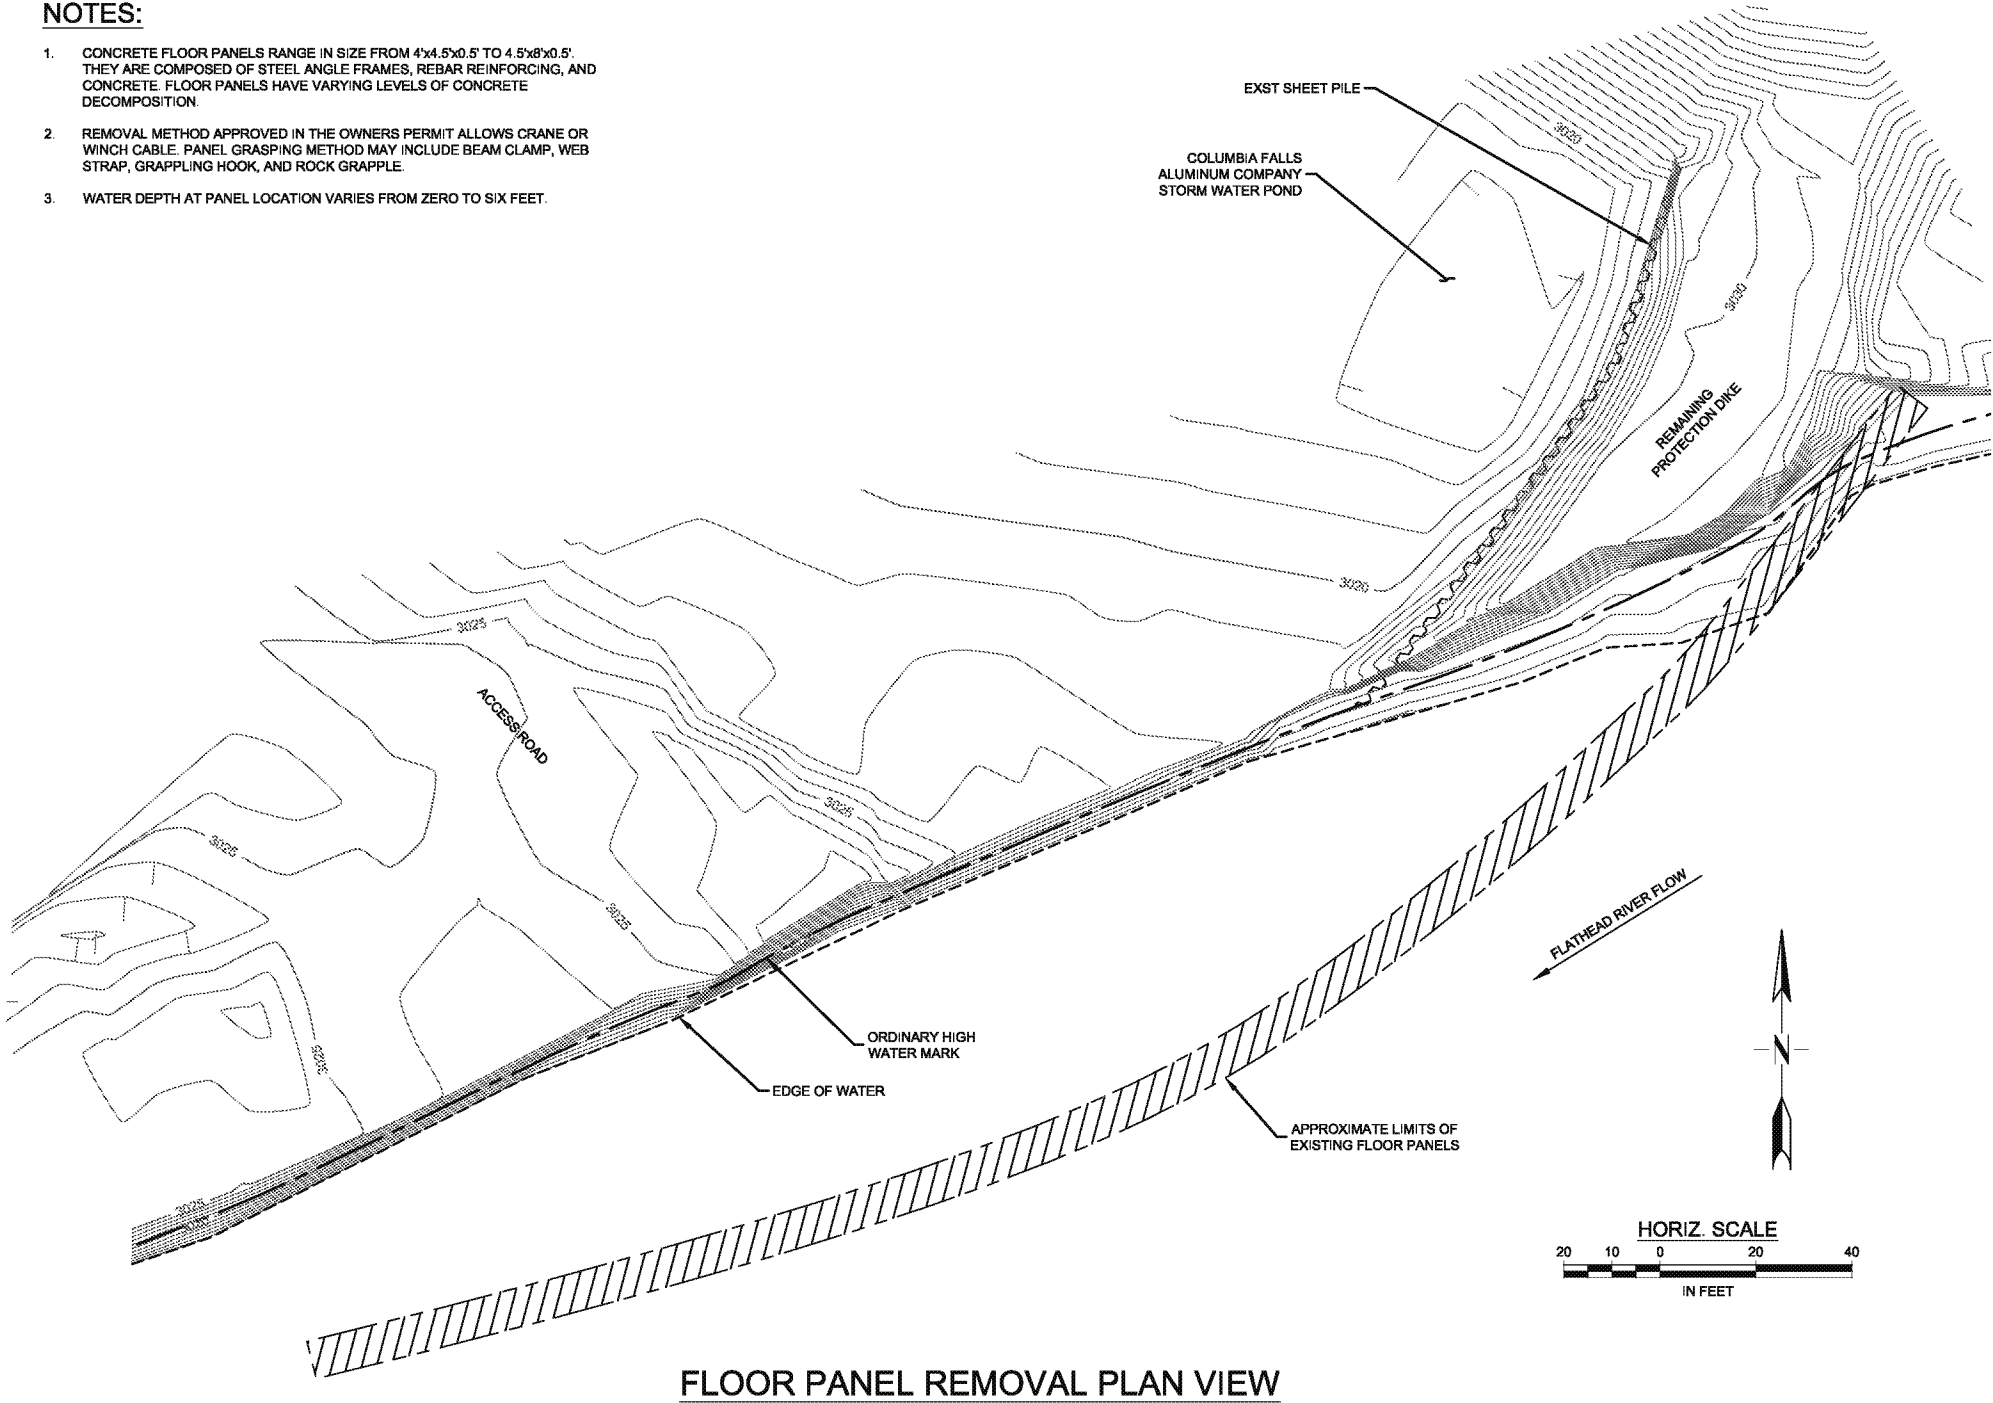 NOTES:
1. CONCRETE FLOOR PANELS RANGE IN SIZE FROM 4'x4.5'x0.5' TO 4.5'x8'x0.5'.
THEY ARE COMPOSED OF STEEL ANGLE FRAMES, REBAR REINFORCING, AND
CONCRETE. FLOOR PANELS HAVE VARYING LEVELS OF CONCRETE
DECOMPOSITION.
2. REMOVAL METHOD APPROVED IN THE OWNERS PERMIT ALLOWS CRANE OR
WINCH CABLE. PANEL GRASPING METHOD MAY INCLUDE BEAM CLAMP, WEB
STRAP, GRAPPLING HOOK, AND ROCK GRAPPLE.
3. WATER DEPTH AT PANEL LOCATION VARIES FROM ZERO TO SIX FEET.
EXST SHEET PILE
3020
COLUMBIA FALLS
ALUMINUM COMPANY
STORM WATER POND
3030
REMAINING
PROTECTION DIKE
3020
3025
ACCESS ROAD
3025
3025
3025
FLATHEAD RIVER FLOW
ORDINARY HIGH
WATER MARK
EDGE OF WATER
3025
N
APPROXIMATE LIMITS OF
EXISTING FLOOR PANELS
3025
HORIZ. SCALE
20 10 0 20 40
IN FEET
FLOOR PANEL REMOVAL PLAN VIEW